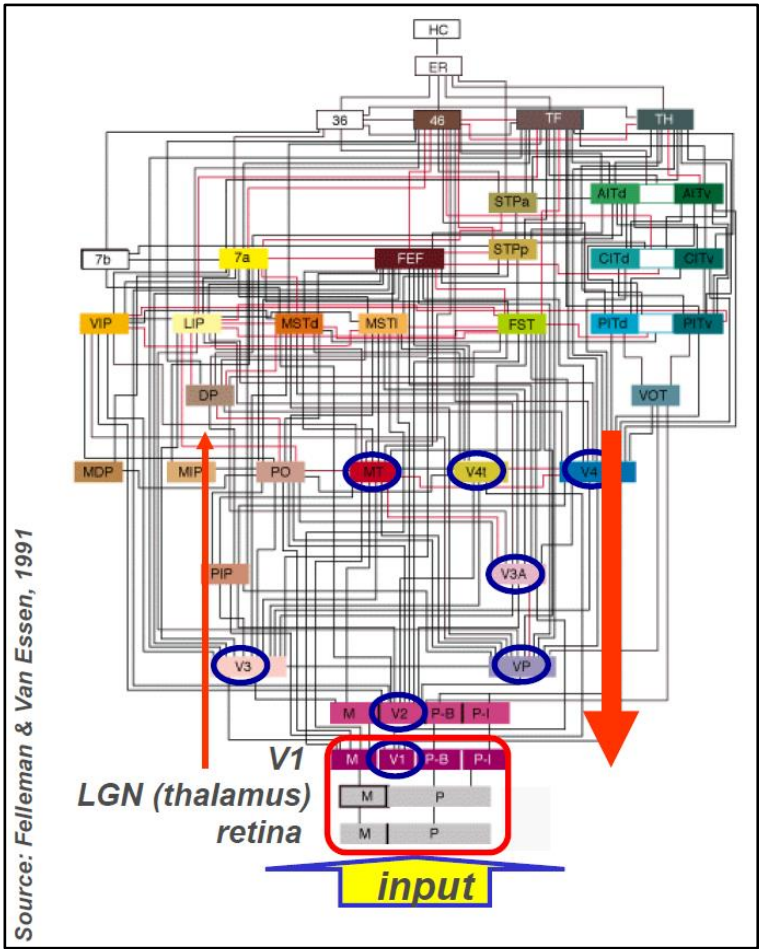 HC
ER
36 46 TF TH
STPa AITd AITv
7b 7a FEF STPp CITd CITv
VIP LIP MSTd MSTl FST PITd PITv
DP VOT
MDP MIP PO MT V4t V4
PIP V3A
V3 VP
M V2 P-B P-I
V1 M V1 P-B P-I
LGN (thalamus) M P
retina M P
input
Source: Felleman & Van Essen, 1991